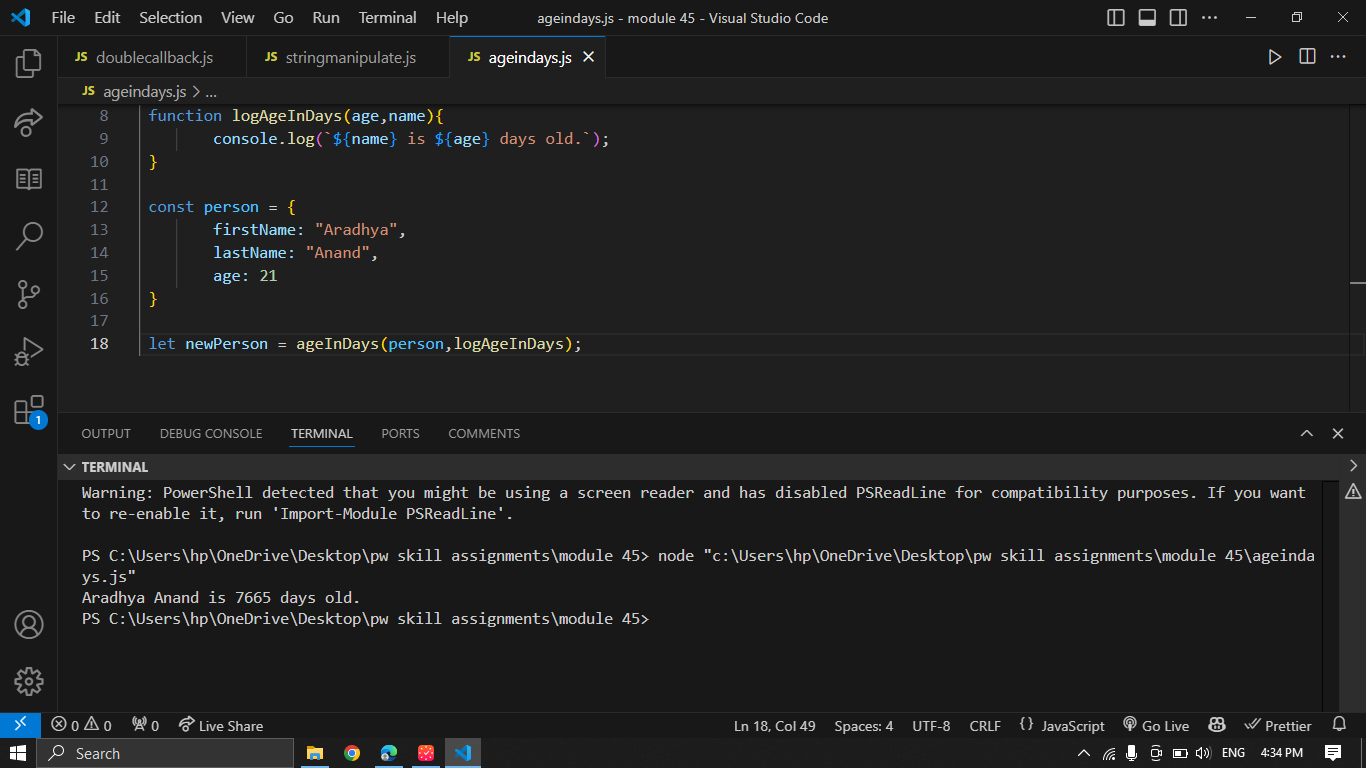 File Edit Selection View Go Run Terminal Help ageindays.js - module 45 - Visual Studio Code
JS doublecallback.js JS stringmanipulate.js JS ageindays.js
JS ageindays.js > ...
8 function logAgeInDays(age,name){
9 console.log(`${name} is ${age} days old.`);
10 }
11
12 const person = {
13 firstName: "Aradhya",
14 lastName: "Anand",
15 age: 21
16 }
17
18 let newPerson = ageInDays(person,logAgeInDays);
1
OUTPUT DEBUG CONSOLE TERMINAL PORTS COMMENTS
TERMINAL
Warning: PowerShell detected that you might be using a screen reader and has disabled PSReadLine for compatibility purposes. If you want
to re-enable it, run 'Import-Module PSReadLine'.
PS C:\Users\hp\OneDrive\Desktop\pw skill assignments\module 45> node "c:\Users\hp\OneDrive\Desktop\pw skill assignments\module 45\ageinda
ys.js"
Aradhya Anand is 7665 days old.
PS C:\Users\hp\OneDrive\Desktop\pw skill assignments\module 45>
0 0 0 Live Share Ln 18, Col 49 Spaces: 4 UTF-8 CRLF {} JavaScript Go Live Prettier
Search ENG 4:34 PM